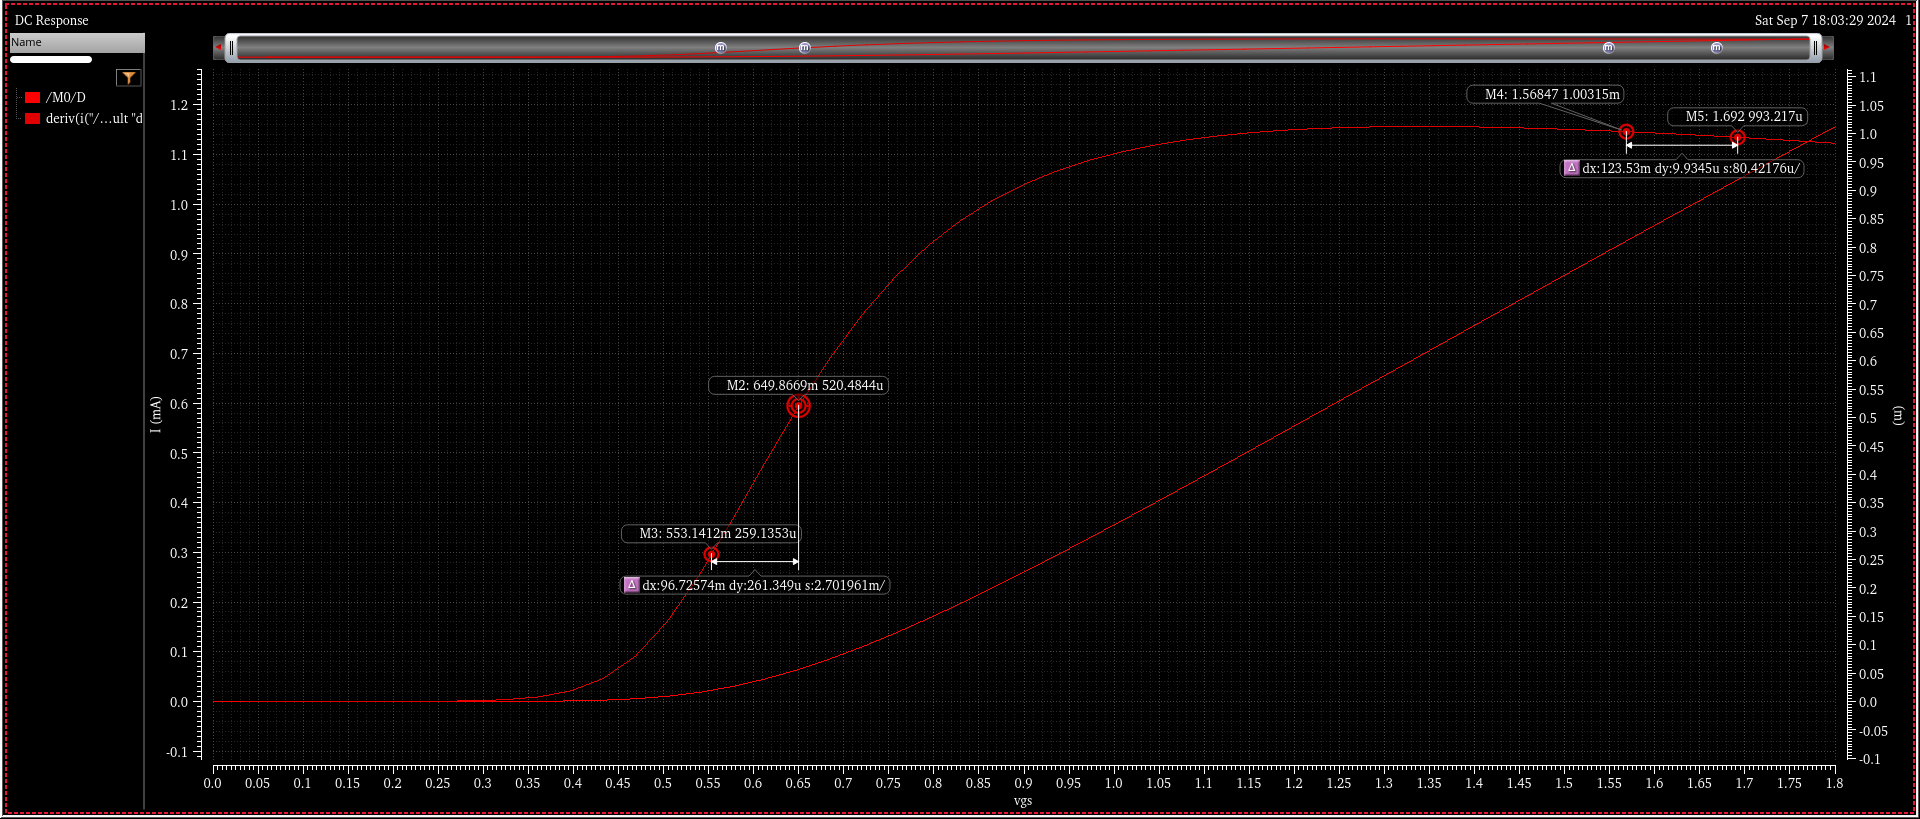 DC Response
Sat Sep 7 18:03:29 2024 1
Name
/M0/D
deriv(i("/...ult "d
M4: 1.56847 1.00315m
M5: 1.692 993.217u
dx:123.53m dy:9.9345u s:80.42176u/
M2: 649.8669m 520.4844u
M3: 553.1412m 259.1353u
dx:96.72574m dy:261.349u s:2.701961m/
I (mA)
1.2
1.1
1.0
0.9
0.8
0.7
0.6
0.5
0.4
0.3
0.2
0.1
0.0
-0.1
(m)
1.1
1.05
1.0
0.95
0.9
0.85
0.8
0.75
0.7
0.65
0.6
0.55
0.5
0.45
0.4
0.35
0.3
0.25
0.2
0.15
0.1
0.05
0.0
-0.05
-0.1
0.0 0.05 0.1 0.15 0.2 0.25 0.3 0.35 0.4 0.45 0.5 0.55 0.6 0.65 0.7 0.75 0.8 0.85 0.9 0.95 1.0 1.05 1.1 1.15 1.2 1.25 1.3 1.35 1.4 1.45 1.5 1.55 1.6 1.65 1.7 1.75 1.8
vgs